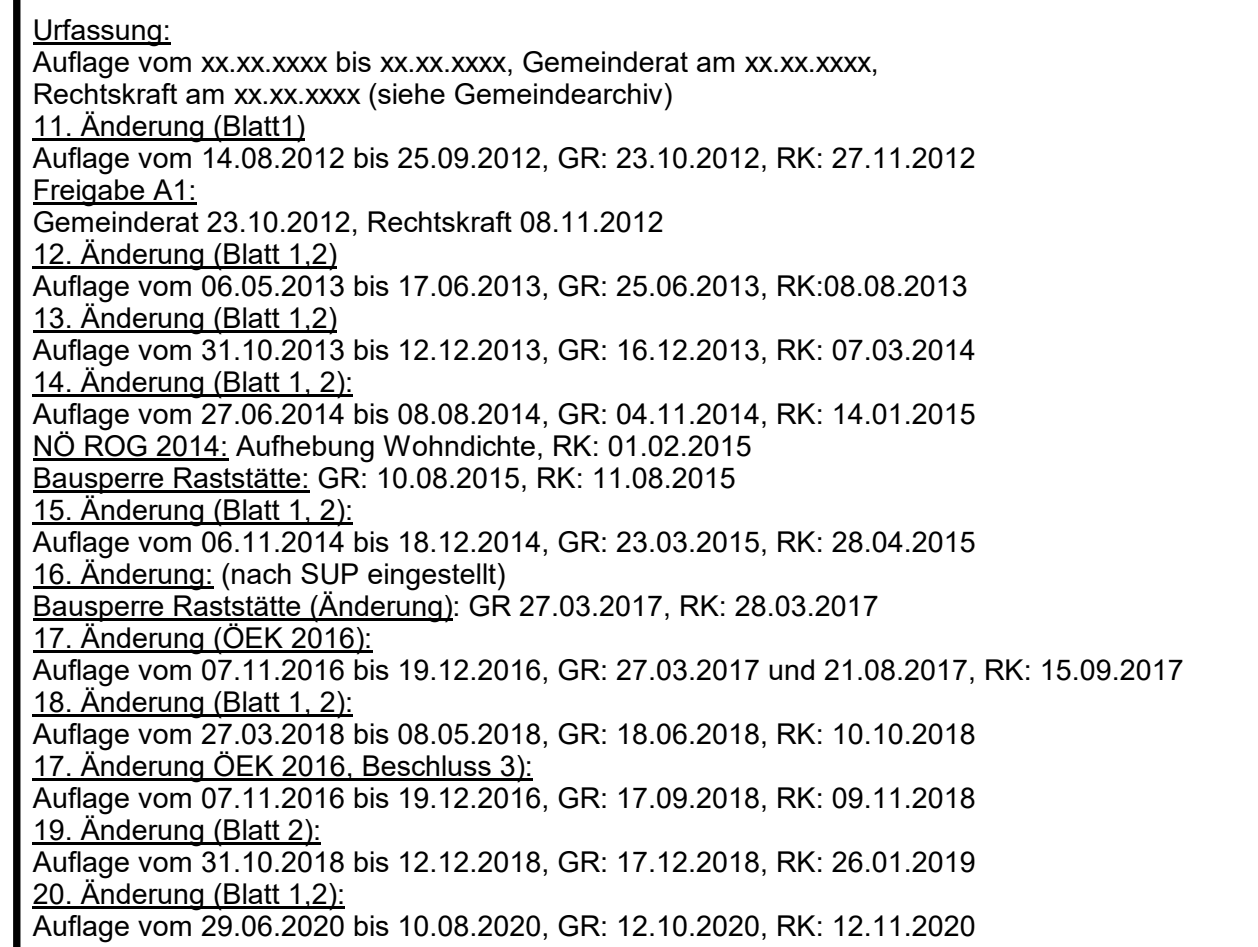 Urfassung:
Auflage vom xx.xx.xxxx bis xx.xx.xxxx, Gemeinderat am xx.xx.xxxx,
Rechtskraft am xx.xx.xxxx (siehe Gemeindearchiv)
11. Änderung (Blatt1)
Auflage vom 14.08.2012 bis 25.09.2012, GR: 23.10.2012, RK: 27.11.2012
Freigabe A1:
Gemeinderat 23.10.2012, Rechtskraft 08.11.2012
12. Änderung (Blatt 1,2)
Auflage vom 06.05.2013 bis 17.06.2013, GR: 25.06.2013, RK:08.08.2013
13. Änderung (Blatt 1,2)
Auflage vom 31.10.2013 bis 12.12.2013, GR: 16.12.2013, RK: 07.03.2014
14. Änderung (Blatt 1, 2):
Auflage vom 27.06.2014 bis 08.08.2014, GR: 04.11.2014, RK: 14.01.2015
NÖ ROG 2014: Aufhebung Wohndichte, RK: 01.02.2015
Bausperre Raststätte: GR: 10.08.2015, RK: 11.08.2015
15. Änderung (Blatt 1, 2):
Auflage vom 06.11.2014 bis 18.12.2014, GR: 23.03.2015, RK: 28.04.2015
16. Änderung: (nach SUP eingestellt)
Bausperre Raststätte (Änderung): GR 27.03.2017, RK: 28.03.2017
17. Änderung (ÖEK 2016):
Auflage vom 07.11.2016 bis 19.12.2016, GR: 27.03.2017 und 21.08.2017, RK: 15.09.2017
18. Änderung (Blatt 1, 2):
Auflage vom 27.03.2018 bis 08.05.2018, GR: 18.06.2018, RK: 10.10.2018
17. Änderung ÖEK 2016, Beschluss 3):
Auflage vom 07.11.2016 bis 19.12.2016, GR: 17.09.2018, RK: 09.11.2018
19. Änderung (Blatt 2):
Auflage vom 31.10.2018 bis 12.12.2018, GR: 17.12.2018, RK: 26.01.2019
20. Änderung (Blatt 1,2):
Auflage vom 29.06.2020 bis 10.08.2020, GR: 12.10.2020, RK: 12.11.2020